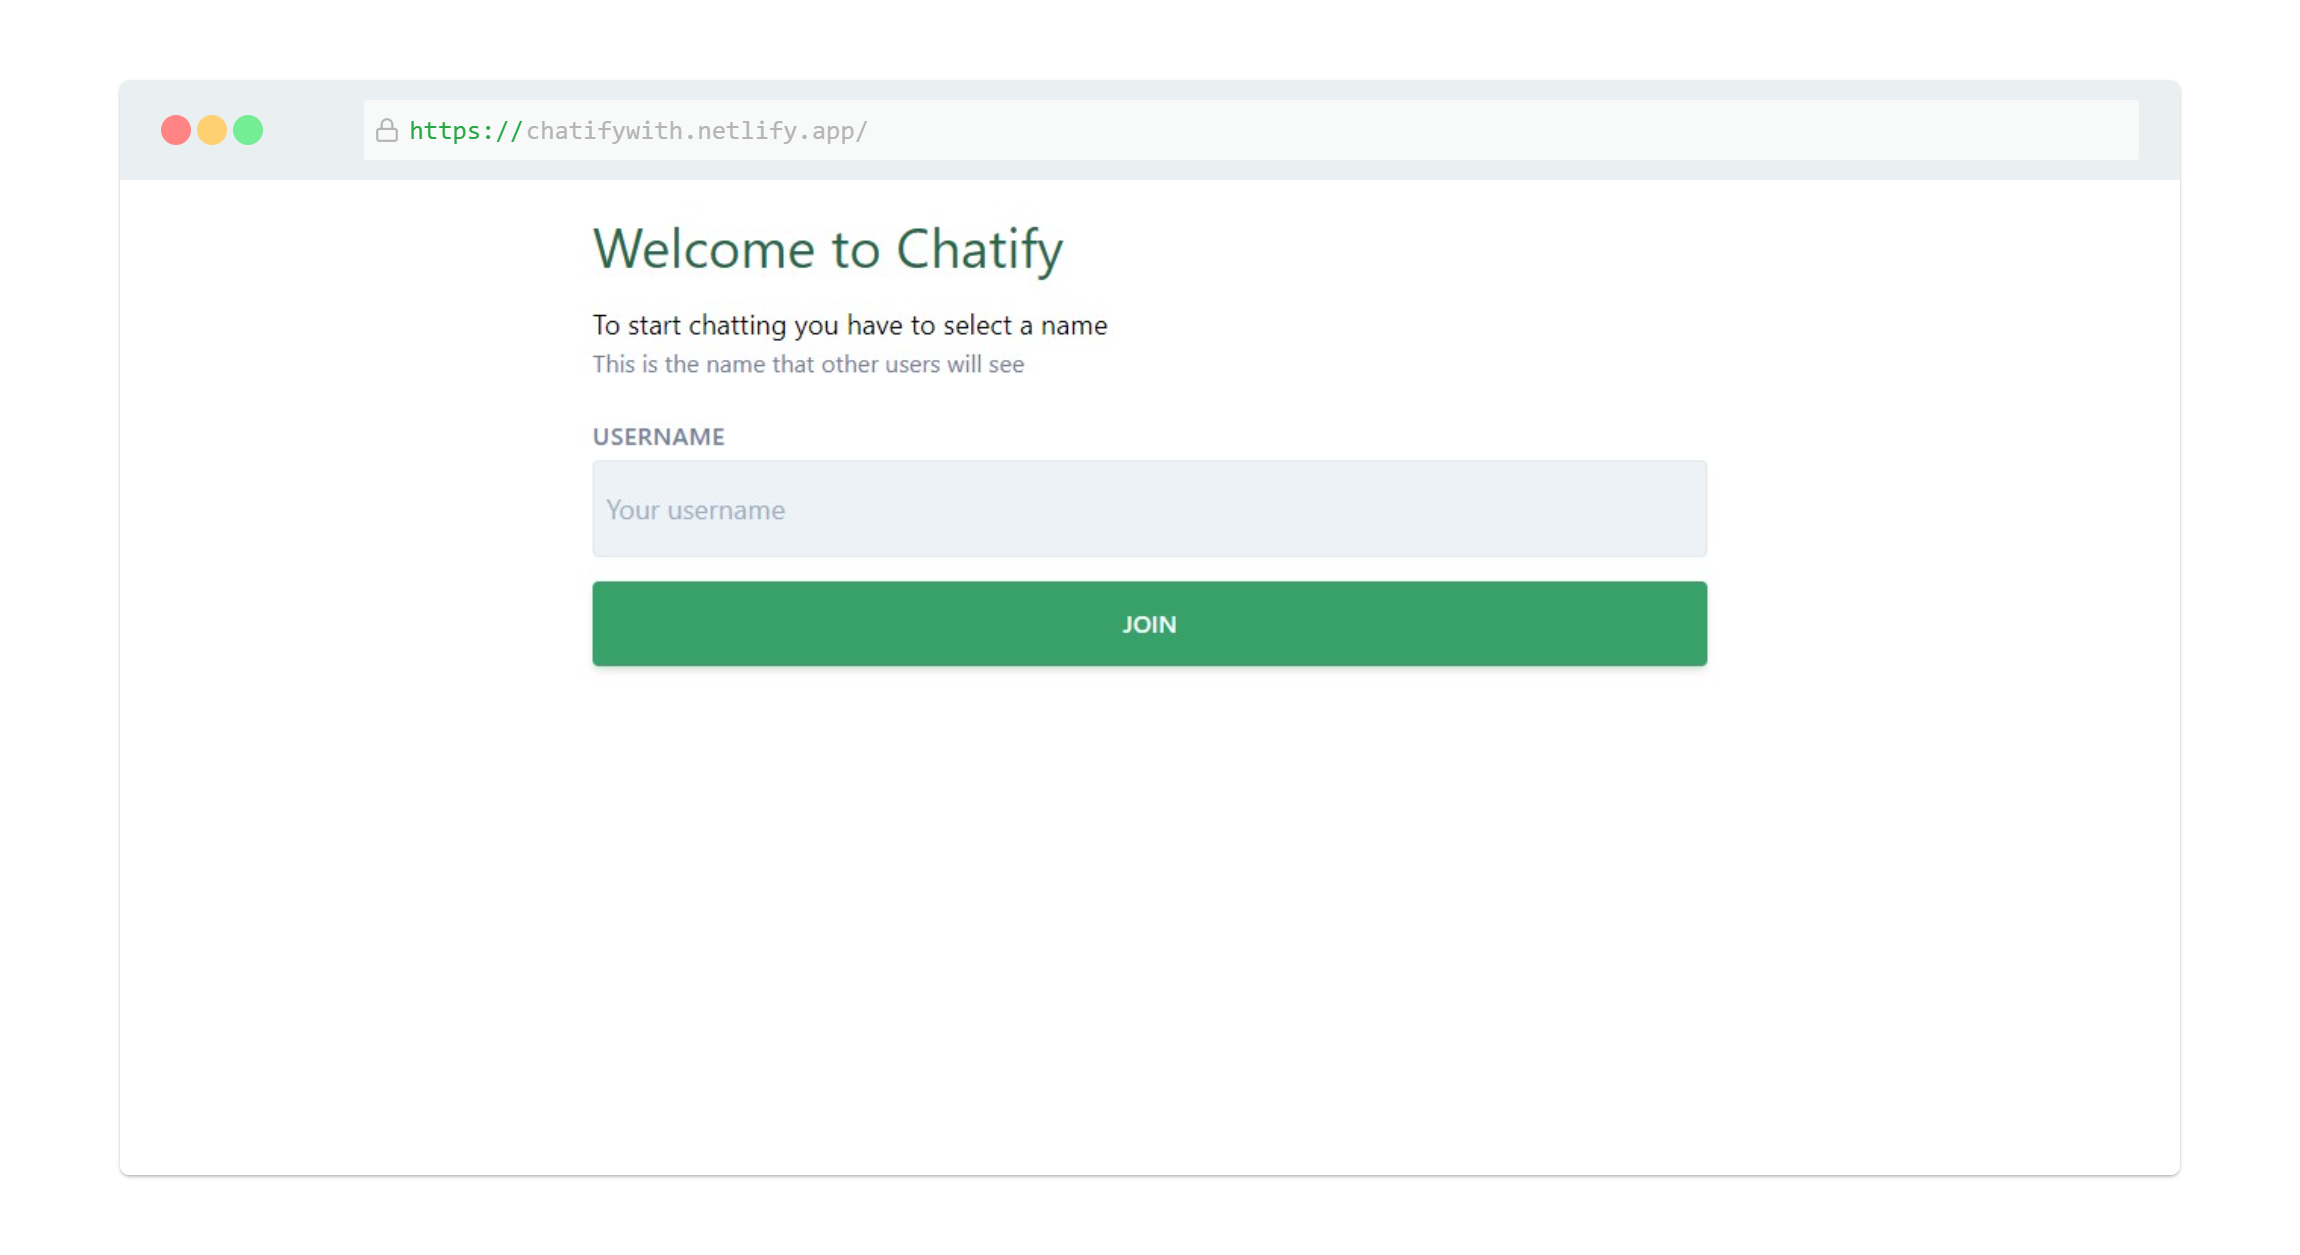 https://chatifywith.netlify.app/
Welcome to Chatify
To start chatting you have to select a name
This is the name that other users will see
USERNAME
Your username
JOIN